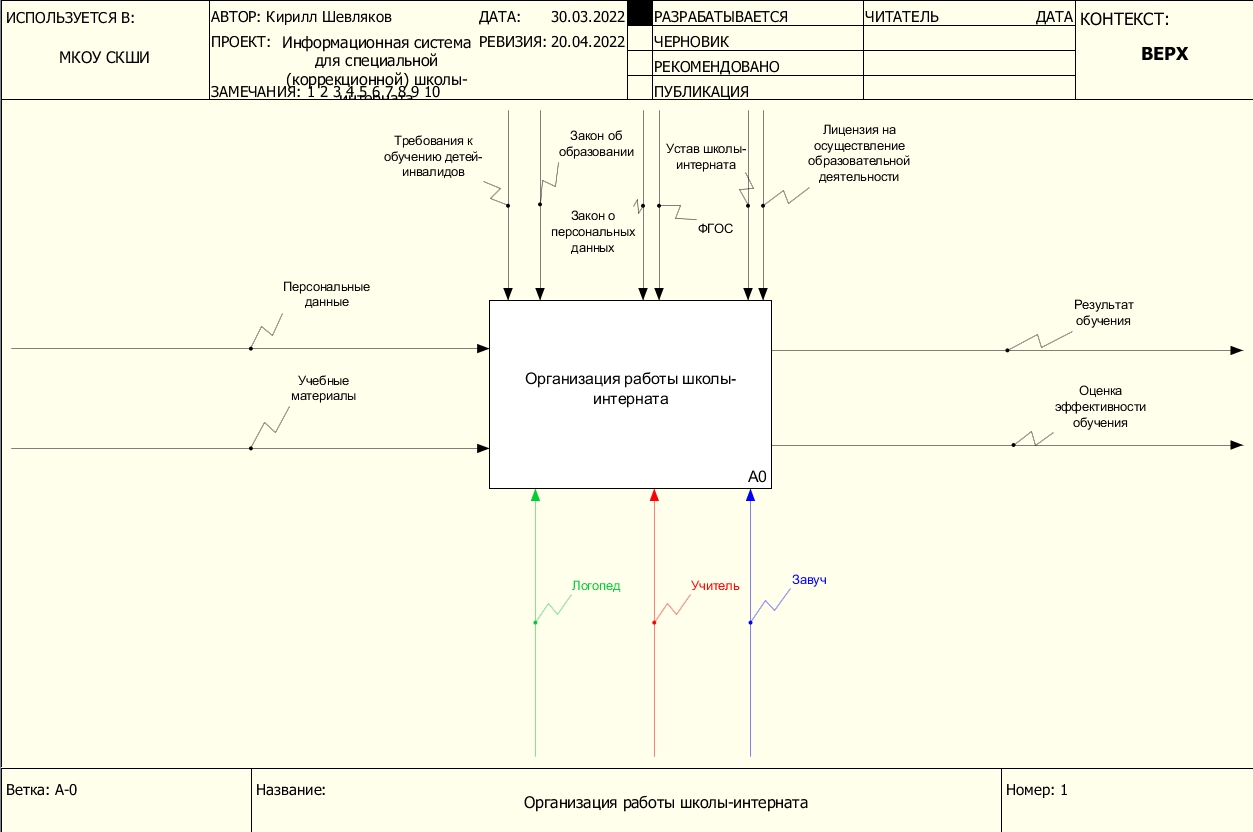 ИСПОЛЬЗУЕТСЯ В:
МКОУ СКШИ
АВТОР: Кирилл Шевляков
ДАТА: 30.03.2022
ПРОЕКТ: Информационная система
для специальной
(коррекционной) школы-
интерната
РЕВИЗИЯ: 20.04.2022
ЗАМЕЧАНИЯ: 1 2 3 4 5 6 7 8 9 10
РАЗРАБАТЫВАЕТСЯ
ЧЕРНОВИК
РЕКОМЕНДОВАНО
ПУБЛИКАЦИЯ
ЧИТАТЕЛЬ ДАТА
КОНТЕКСТ:
ВЕРХ
Требования к
обучению детей-
инвалидов
Закон об
образовании
Закон о
персональных
данных
Устав школы-
интерната
ФГОС
Лицензия на
осуществление
образовательной
деятельности
Персональные
данные
Учебные
материалы
Организация работы школы-
интерната
A0
Результат
обучения
Оценка
эффективности
обучения
Логопед
Учитель
Завуч
Ветка: A-0
Название:
Организация работы школы-интерната
Номер: 1